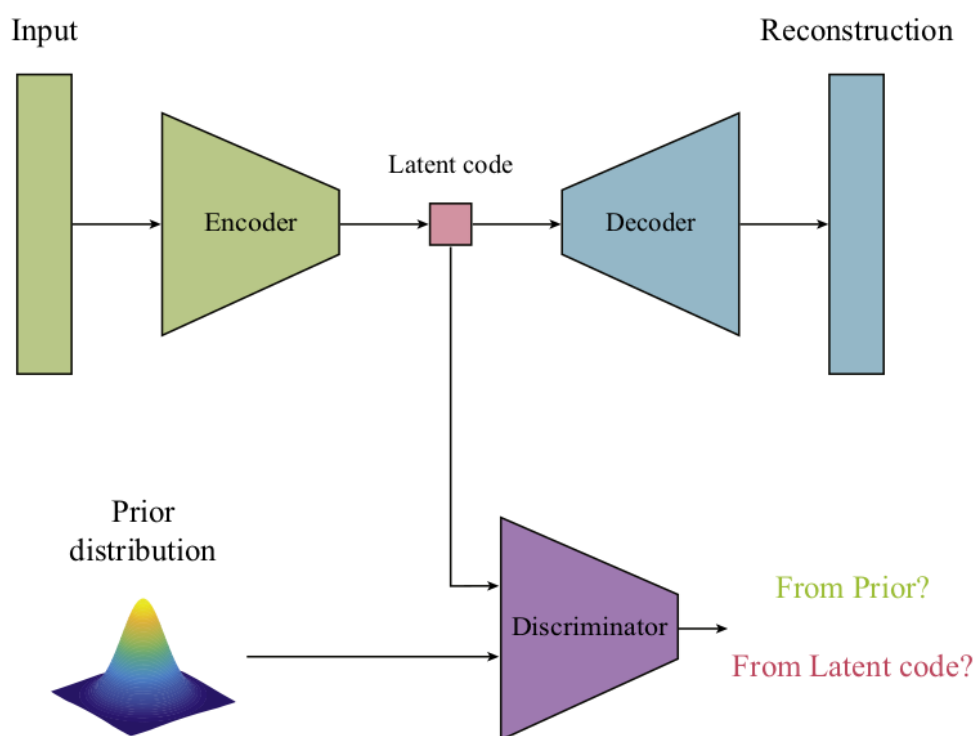 Input
Reconstruction
Latent code
Encoder
Decoder
Prior
distribution
From Prior?
Discriminator
From Latent code?